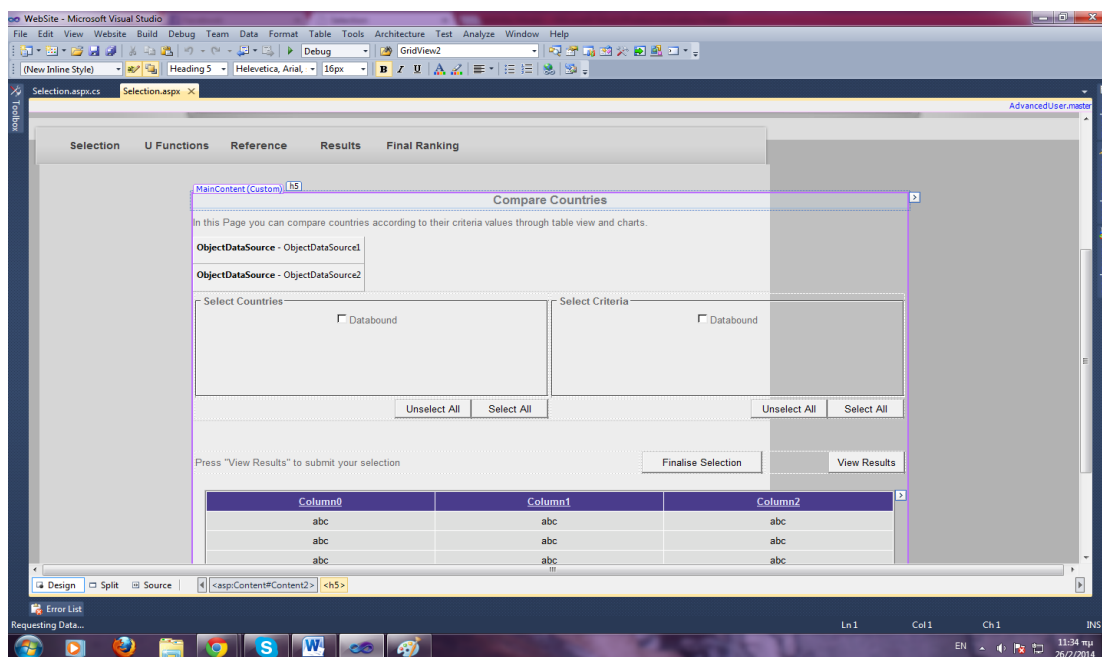 WebSite - Microsoft Visual Studio
File Edit View Website Build Debug Team Data Format Table Tools Architecture Test Analyze Window Help
Debug GridView2
(New Inline Style) Heading 5 Helevetica, Arial, 16px B I U A
Selection.aspx.cs Selection.aspx
Toolbox
AdvancedUser.master
Selection U Functions Reference Results Final Ranking
MainContent (Custom) h5
Compare Countries
In this Page you can compare countries according to their criteria values through table view and charts.
ObjectDataSource - ObjectDataSource1
ObjectDataSource - ObjectDataSource2
Select Countries Select Criteria
Databound Databound
Unselect All Select All Unselect All Select All
Press "View Results" to submit your selection Finalise Selection View Results
Column0 Column1 Column2
abc abc abc
abc abc abc
abc abc abc
Design Split Source <asp:Content#Content2> <h5>
Error List
Requesting Data... Ln 1 Col 1 Ch 1 INS
EN 11:34 πμ
26/2/2014